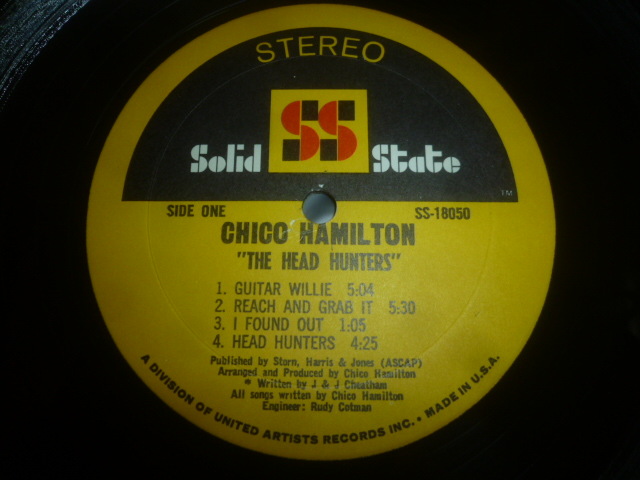 STEREO
SS
Solid State
TM
SIDE ONE SS-18050
CHICO HAMILTON
"THE HEAD HUNTERS"
1. GUITAR WILLIE 5:04
2. REACH AND GRAB IT 5:30
3. I FOUND OUT 1:05
4. HEAD HUNTERS 4:25
Published by Storn, Harris & Jones (ASCAP)
Arranged and Produced by Chico Hamilton
* Written by J & J Cheatham
All songs written by Chico Hamilton
Engineer: Rudy Cotman
A DIVISION OF UNITED ARTISTS RECORDS INC. • MADE IN U.S.A.